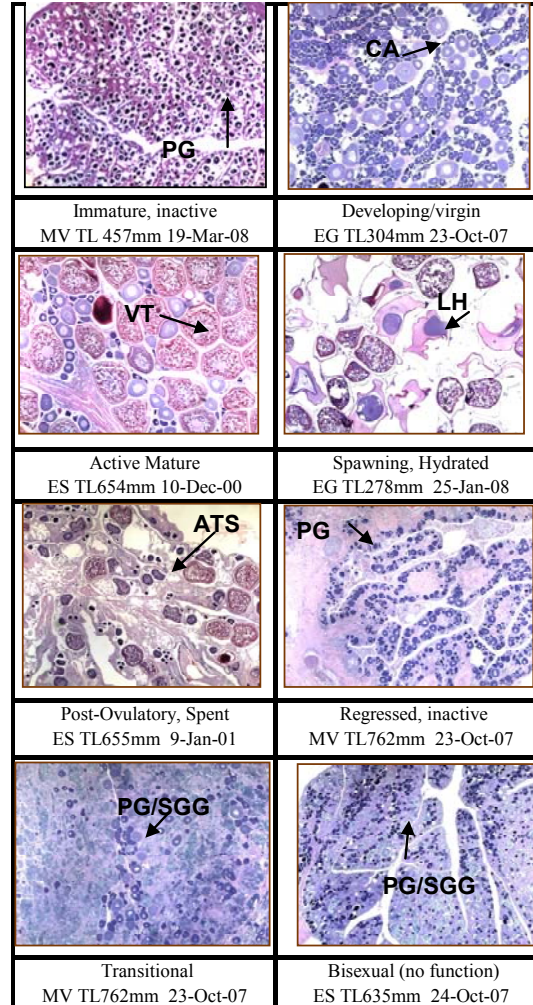 PG
CA
Immature, inactive
MV TL 457mm 19-Mar-08
Developing/virgin
EG TL304mm 23-Oct-07
VT
LH
Active Mature
ES TL654mm 10-Dec-00
Spawning, Hydrated
EG TL278mm 25-Jan-08
ATS
PG
Post-Ovulatory, Spent
ES TL655mm 9-Jan-01
Regressed, inactive
MV TL762mm 23-Oct-07
PG/SGG
PG/SGG
Transitional
MV TL762mm 23-Oct-07
Bisexual (no function)
ES TL635mm 24-Oct-07